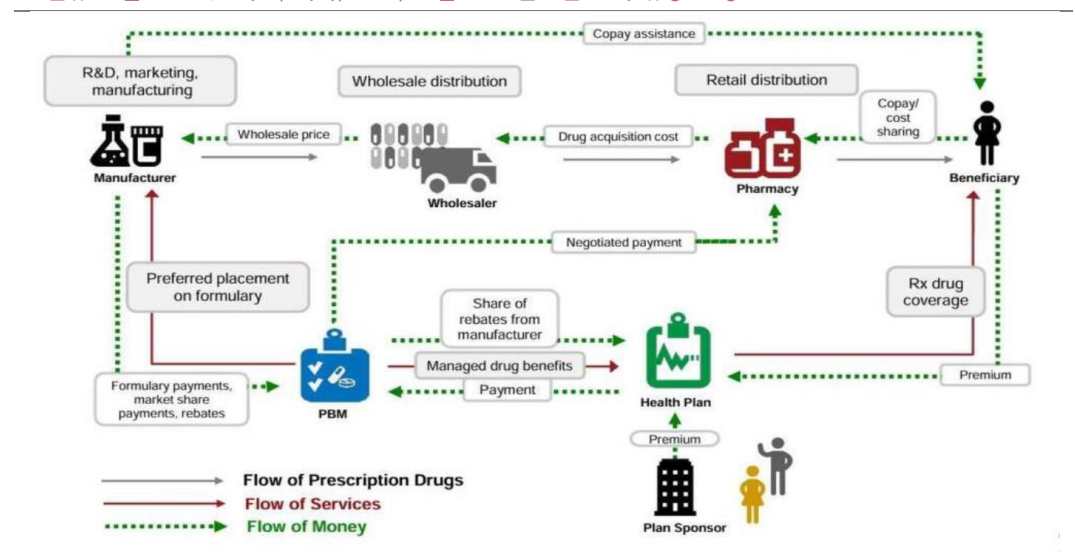 Copay assistance
R&D, marketing,
manufacturing
Wholesale distribution
Retail distribution
Copay/
cost
sharing
Wholesale price
Drug acquisition cost
Manufacturer
Wholesaler
Pharmacy
Beneficiary
Negotiated payment
Preferred placement
on formulary
Rx drug
coverage
Share of
rebates from
manufacturer
Managed drug benefits
Payment
Premium
Formulary payments,
market share
payments, rebates
PBM
Health Plan
Premium
Flow of Prescription Drugs
Flow of Services
Flow of Money
Plan Sponsor